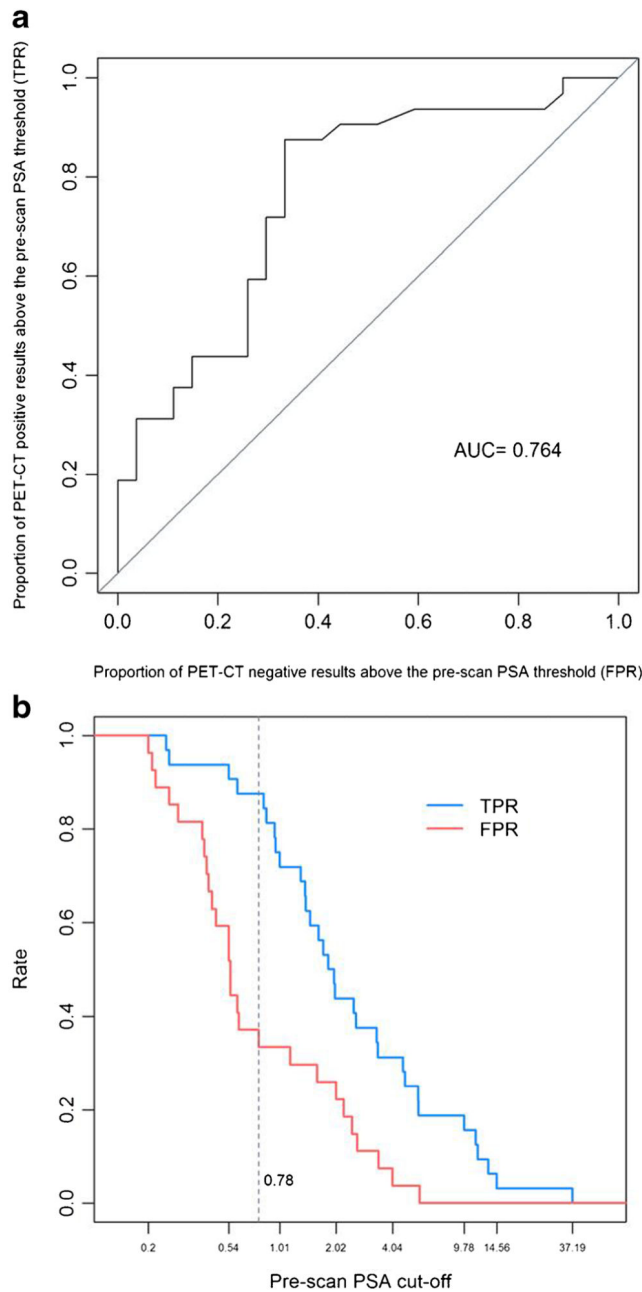 a
Proportion of PET-CT positive results above the pre-scan PSA threshold (TPR)
1.0
0.8
0.6
0.4
0.2
0.0
AUC= 0.764
0.0 0.2 0.4 0.6 0.8 1.0
Proportion of PET-CT negative results above the pre-scan PSA threshold (FPR)
b
Rate
1.0
0.8
0.6
0.4
0.2
0.0
TPR
FPR
0.78
0.2 0.54 1.01 2.02 4.04 9.78 14.56 37.19
Pre-scan PSA cut-off